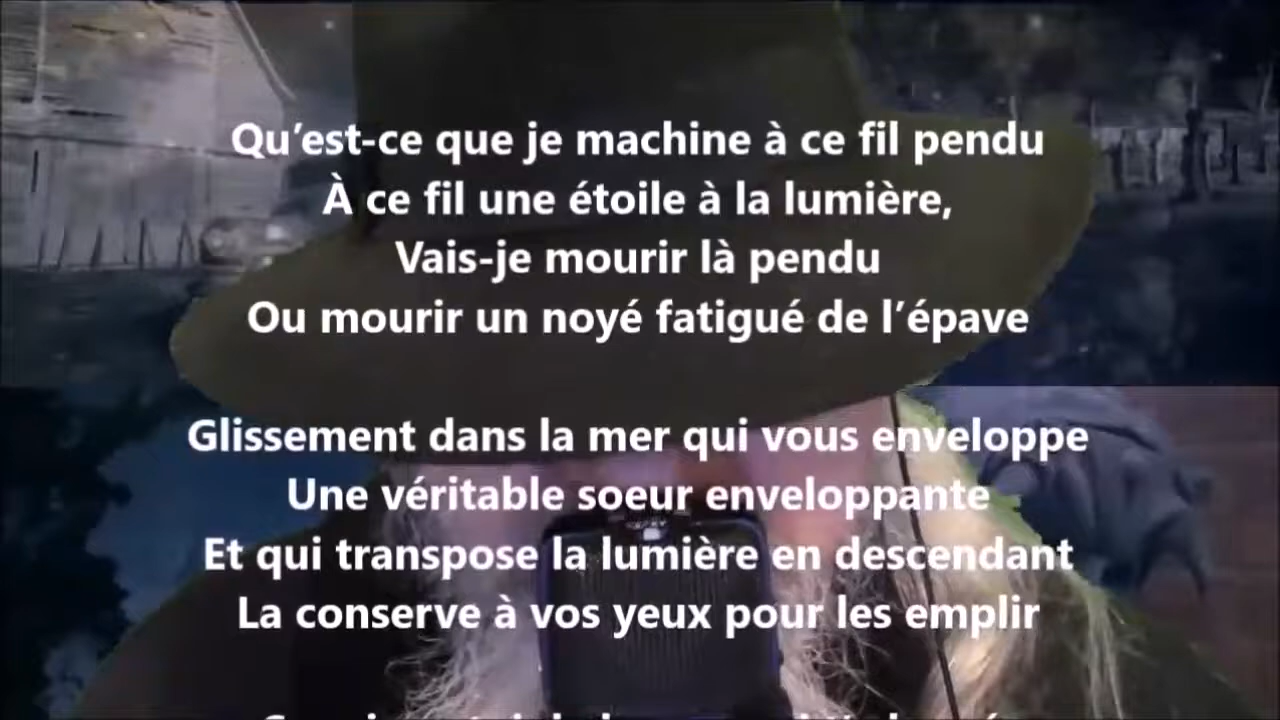 Qu’est-ce que je machine à ce fil pendu
À ce fil une étoile à la lumière,
Vais-je mourir là pendu
Ou mourir un noyé fatigué de l’épave
Glissement dans la mer qui vous enveloppe
Une véritable soeur enveloppante
Et qui transpose la lumière en descendant
La conserve à vos yeux pour les emplir